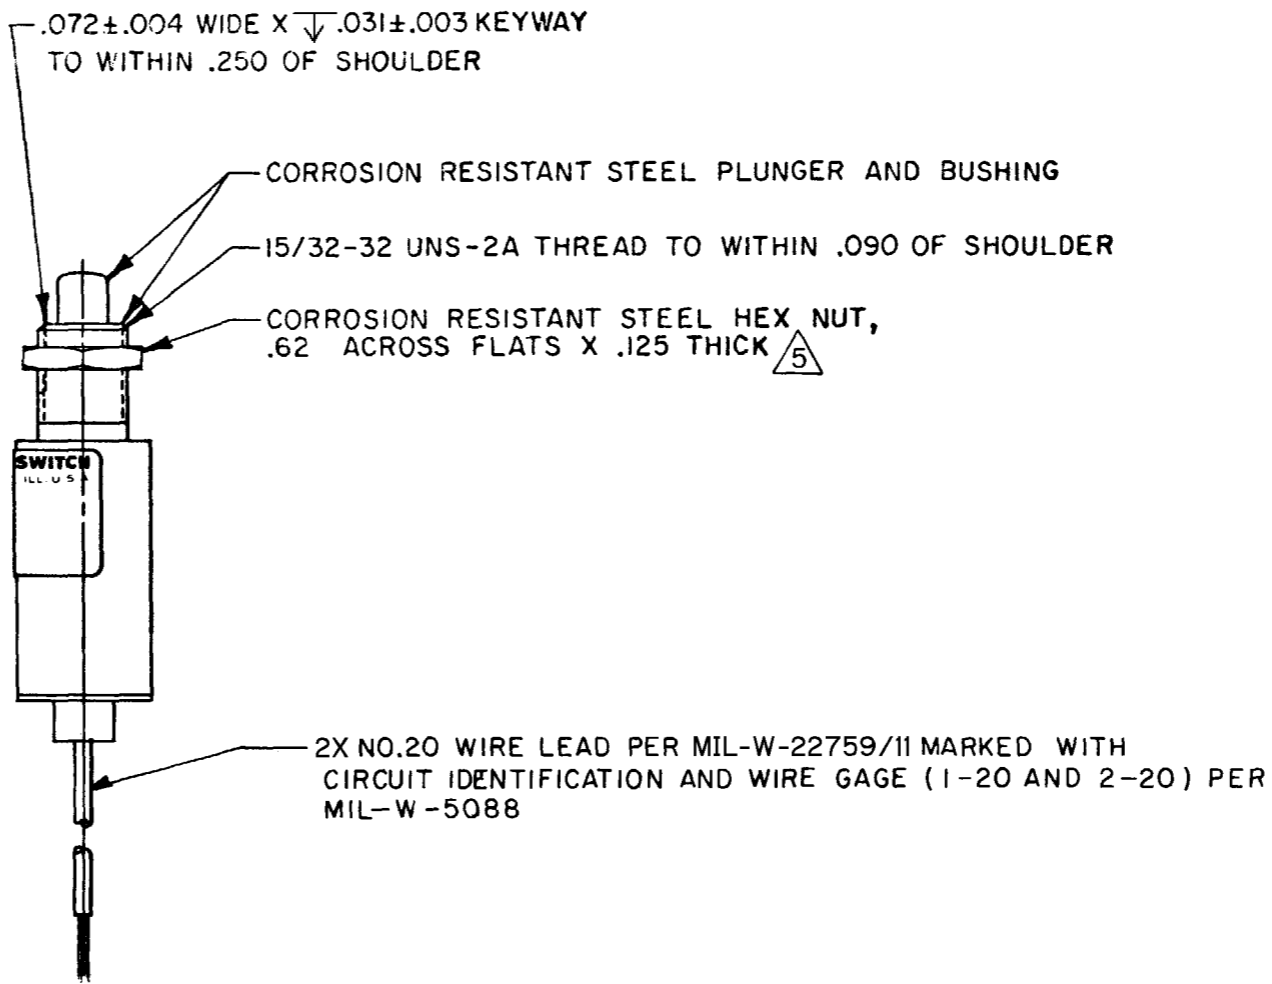 .072±.004 WIDE X ↧ .031±.003 KEYWAY
TO WITHIN .250 OF SHOULDER
CORROSION RESISTANT STEEL PLUNGER AND BUSHING
15/32-32 UNS-2A THREAD TO WITHIN .090 OF SHOULDER
CORROSION RESISTANT STEEL HEX NUT,
.62 ACROSS FLATS X .125 THICK 5
SWITCH
ILL. U S A
2X NO.20 WIRE LEAD PER MIL-W-22759/11 MARKED WITH
CIRCUIT IDENTIFICATION AND WIRE GAGE (1-20 AND 2-20) PER
MIL-W-5088